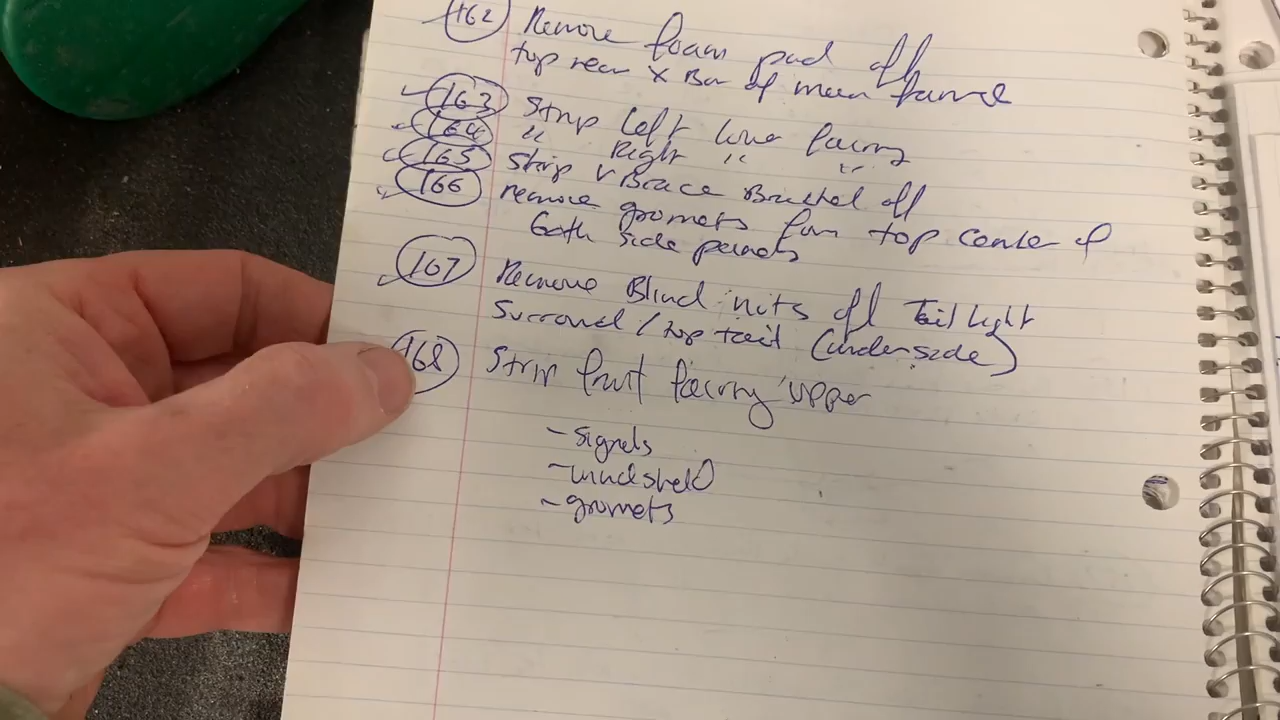 162 Remove foam pad off
top rear X Bar of main frame
163 Strip left lower fairing
164 " Right " "
165 Strip V Brace Bracket off
166 remove gromets from top center of
both side panels
167 Remove Blind nuts off Tail light
Surround / top tail (underside)
168 Strip front fairing 'upper
- signals
- windshield
- gromets